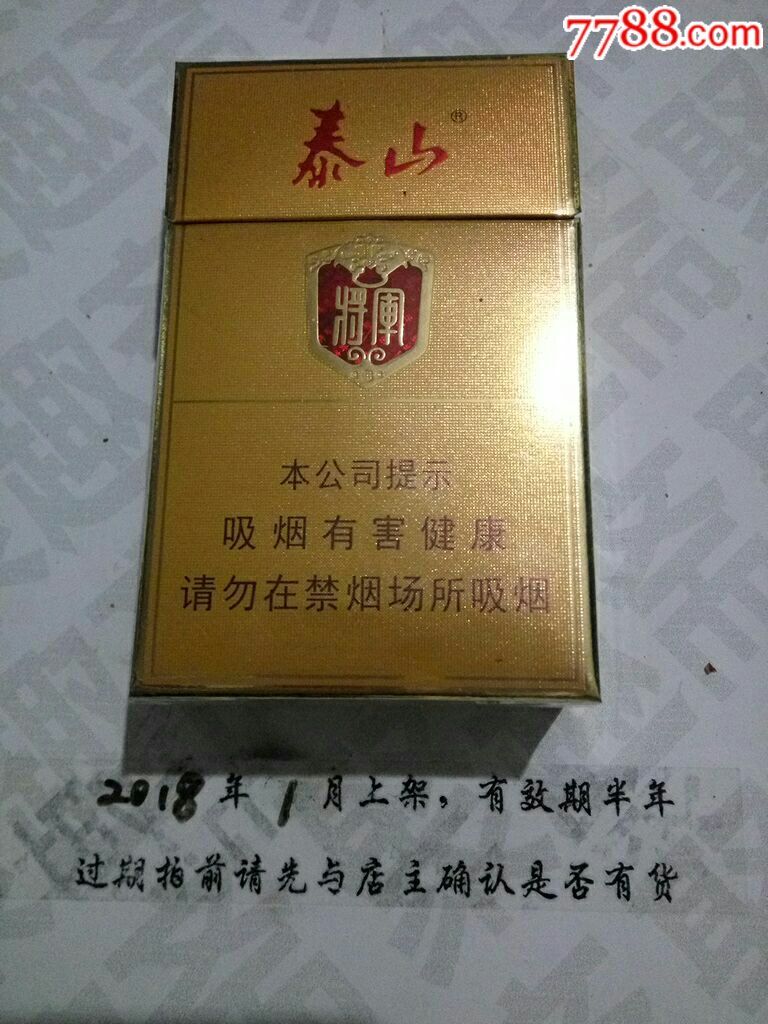 7788.com
泰山®
將軍
本公司提示
吸烟有害健康
请勿在禁烟场所吸烟
2018年1月上架，有效期半年
过期拍前请先与店主确认是否有货